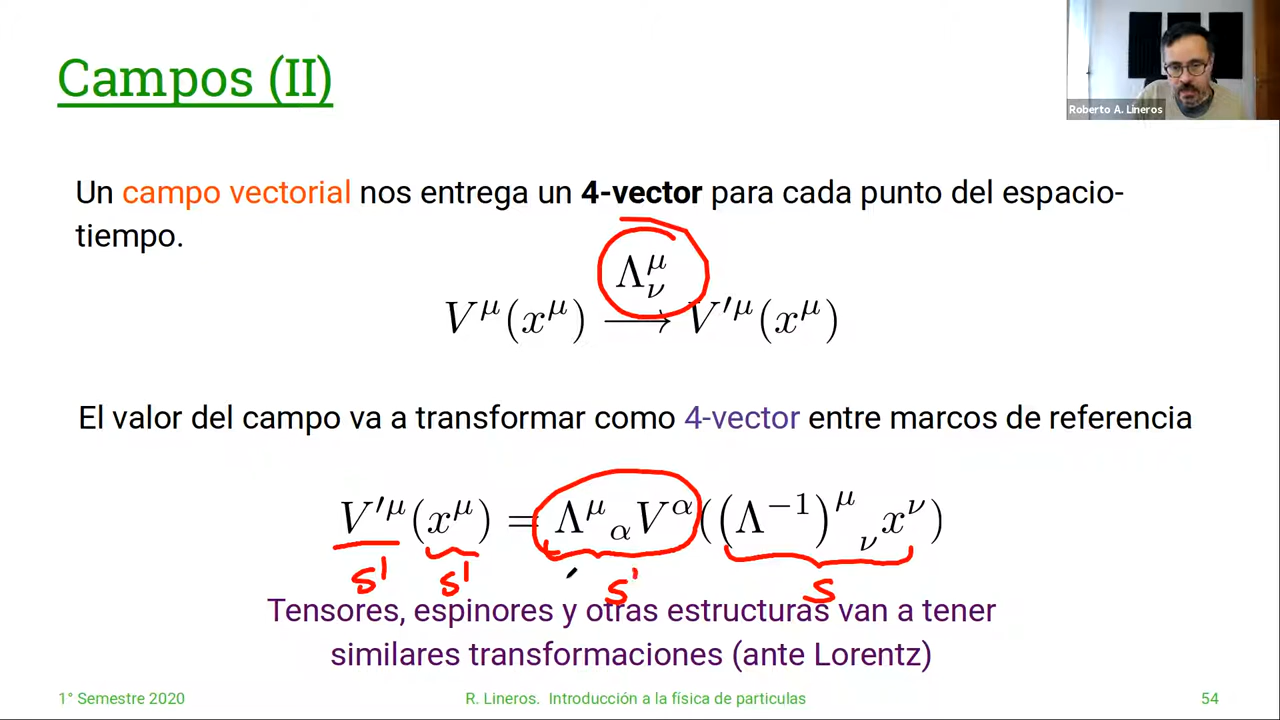 Campos (II)
Roberto A. Lineros
Un campo vectorial nos entrega un 4-vector para cada punto del espacio-
tiempo.
Λ^μ_ν
V^μ(x^μ) ⟶ V'^μ(x^μ)
El valor del campo va a transformar como 4-vector entre marcos de referencia
V'^μ(x^μ) = Λ^μ_α V^α((Λ^{-1})^μ_ν x^ν)
S' S' S' S
Tensores, espinores y otras estructuras van a tener
similares transformaciones (ante Lorentz)
1° Semestre 2020
R. Lineros. Introducción a la física de particulas
54